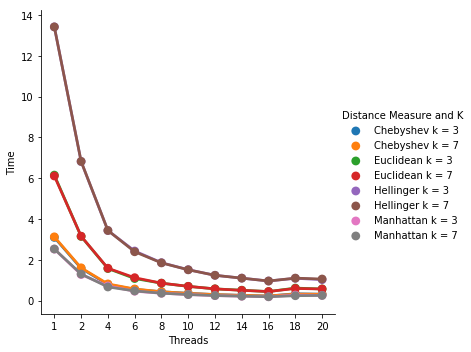 14
12
10
8
6
4
2
0
Time
1 2 4 6 8 10 12 14 16 18 20
Threads
Distance Measure and K
Chebyshev k = 3
Chebyshev k = 7
Euclidean k = 3
Euclidean k = 7
Hellinger k = 3
Hellinger k = 7
Manhattan k = 3
Manhattan k = 7